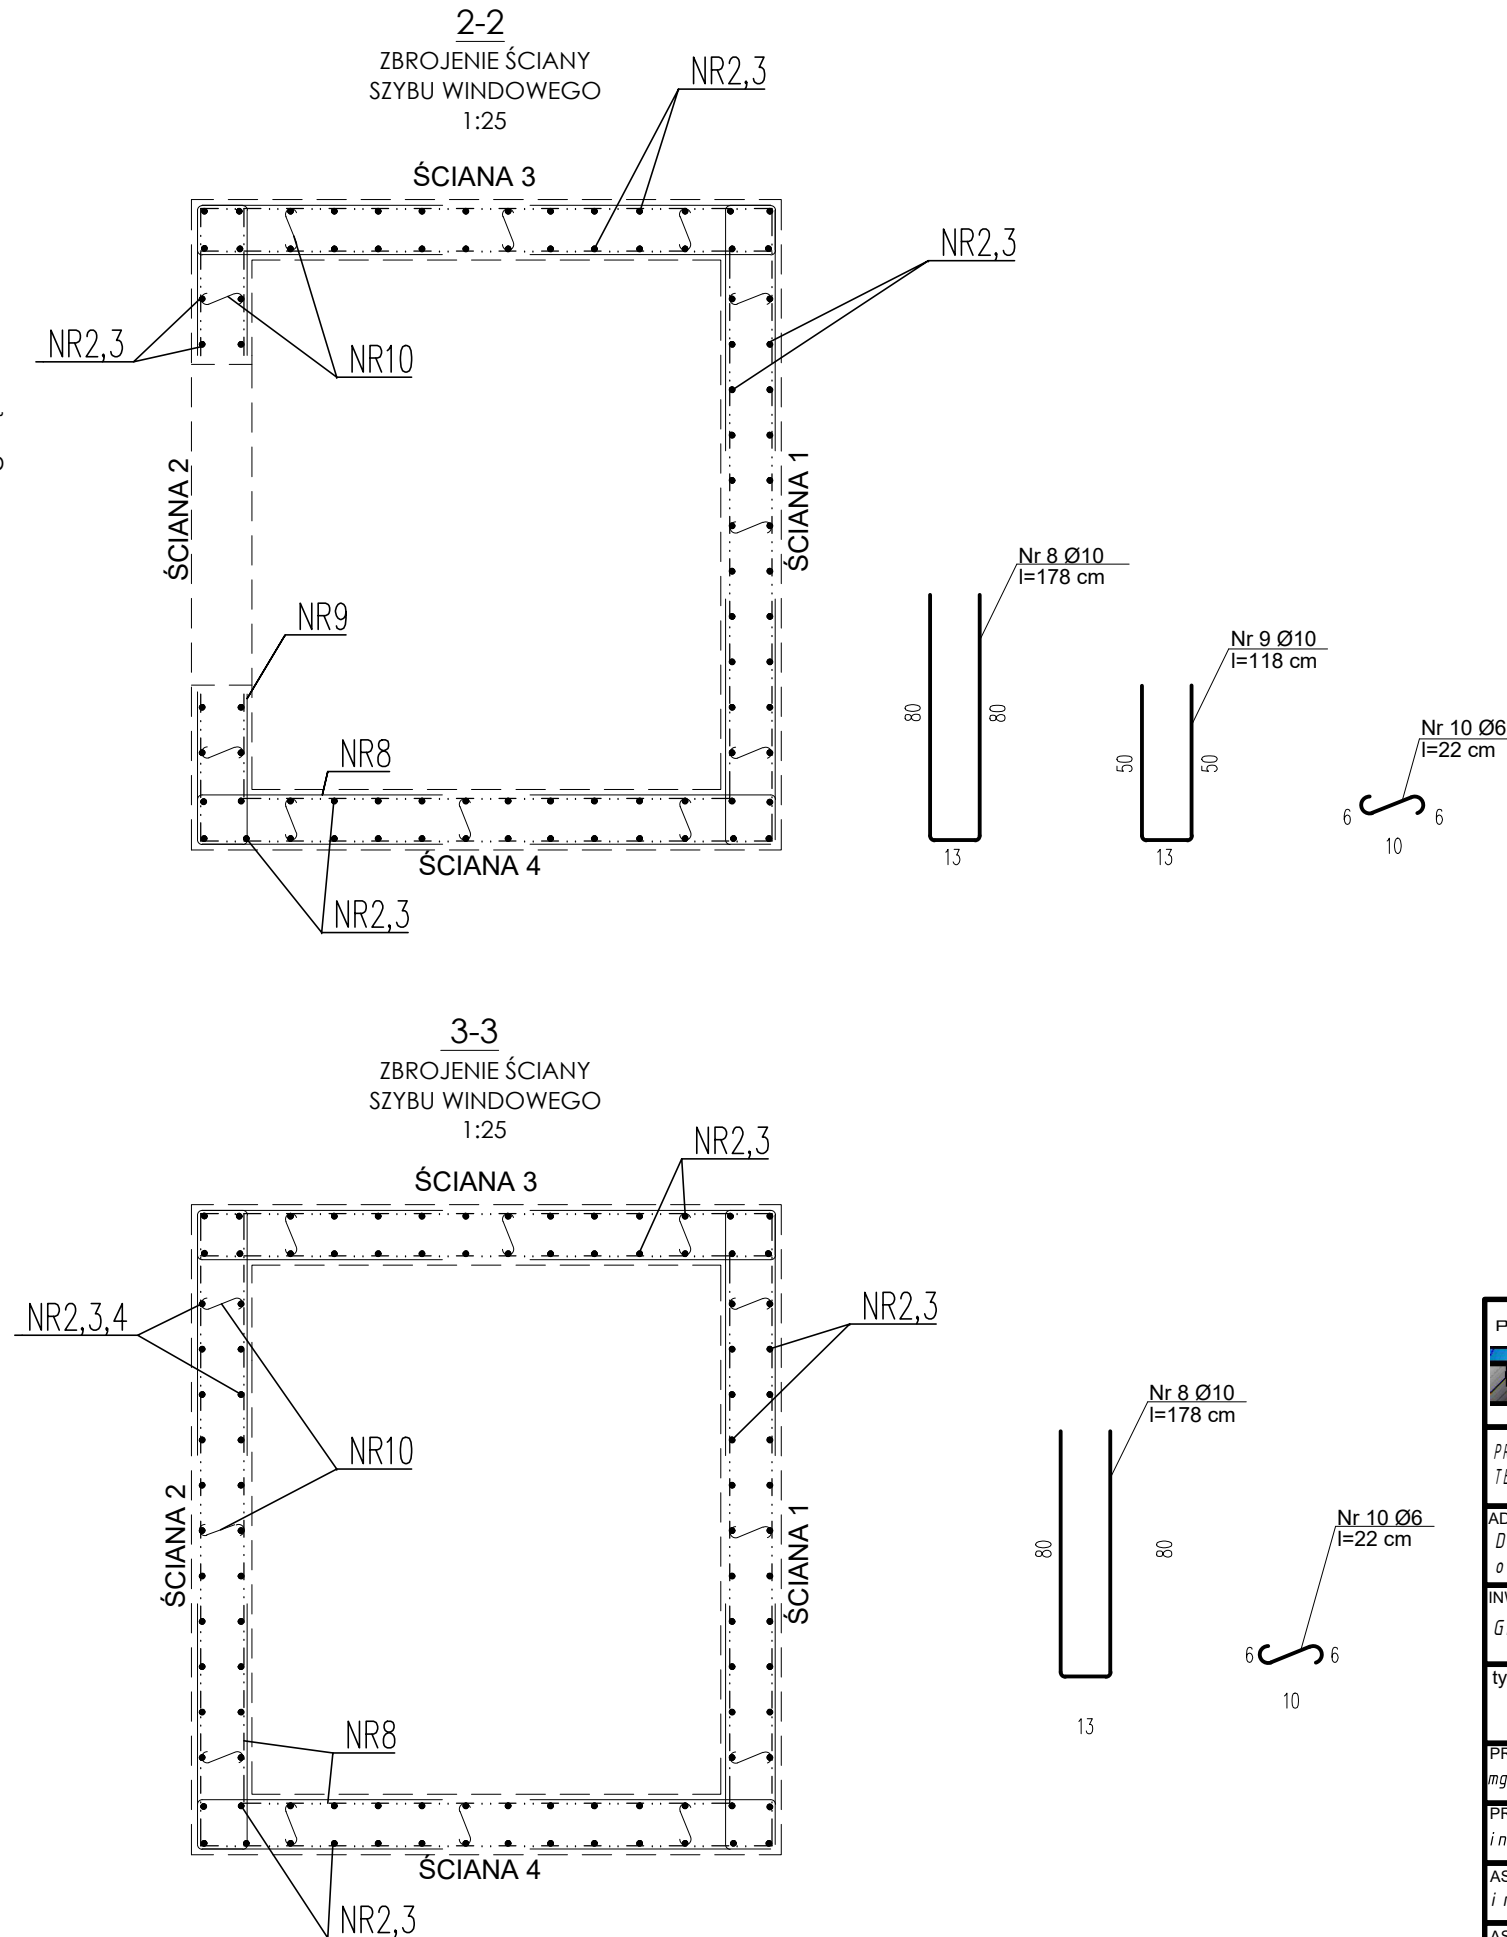 2-2
ZBROJENIE ŚCIANY
SZYBU WINDOWEGO
1:25
NR2,3
ŚCIANA 3
NR2,3
NR2,3
NR10
ŚCIANA 2
ŚCIANA 1
NR9
NR8
ŚCIANA 4
NR2,3
Nr 8 Ø10
l=178 cm
80
80
13
Nr 9 Ø10
l=118 cm
50
50
13
Nr 10 Ø6
l=22 cm
6
6
10
3-3
ZBROJENIE ŚCIANY
SZYBU WINDOWEGO
1:25
NR2,3
ŚCIANA 3
NR2,3,4
NR2,3
NR10
ŚCIANA 2
ŚCIANA 1
NR8
ŚCIANA 4
NR2,3
Nr 8 Ø10
l=178 cm
80
80
13
Nr 10 Ø6
l=22 cm
6
6
10